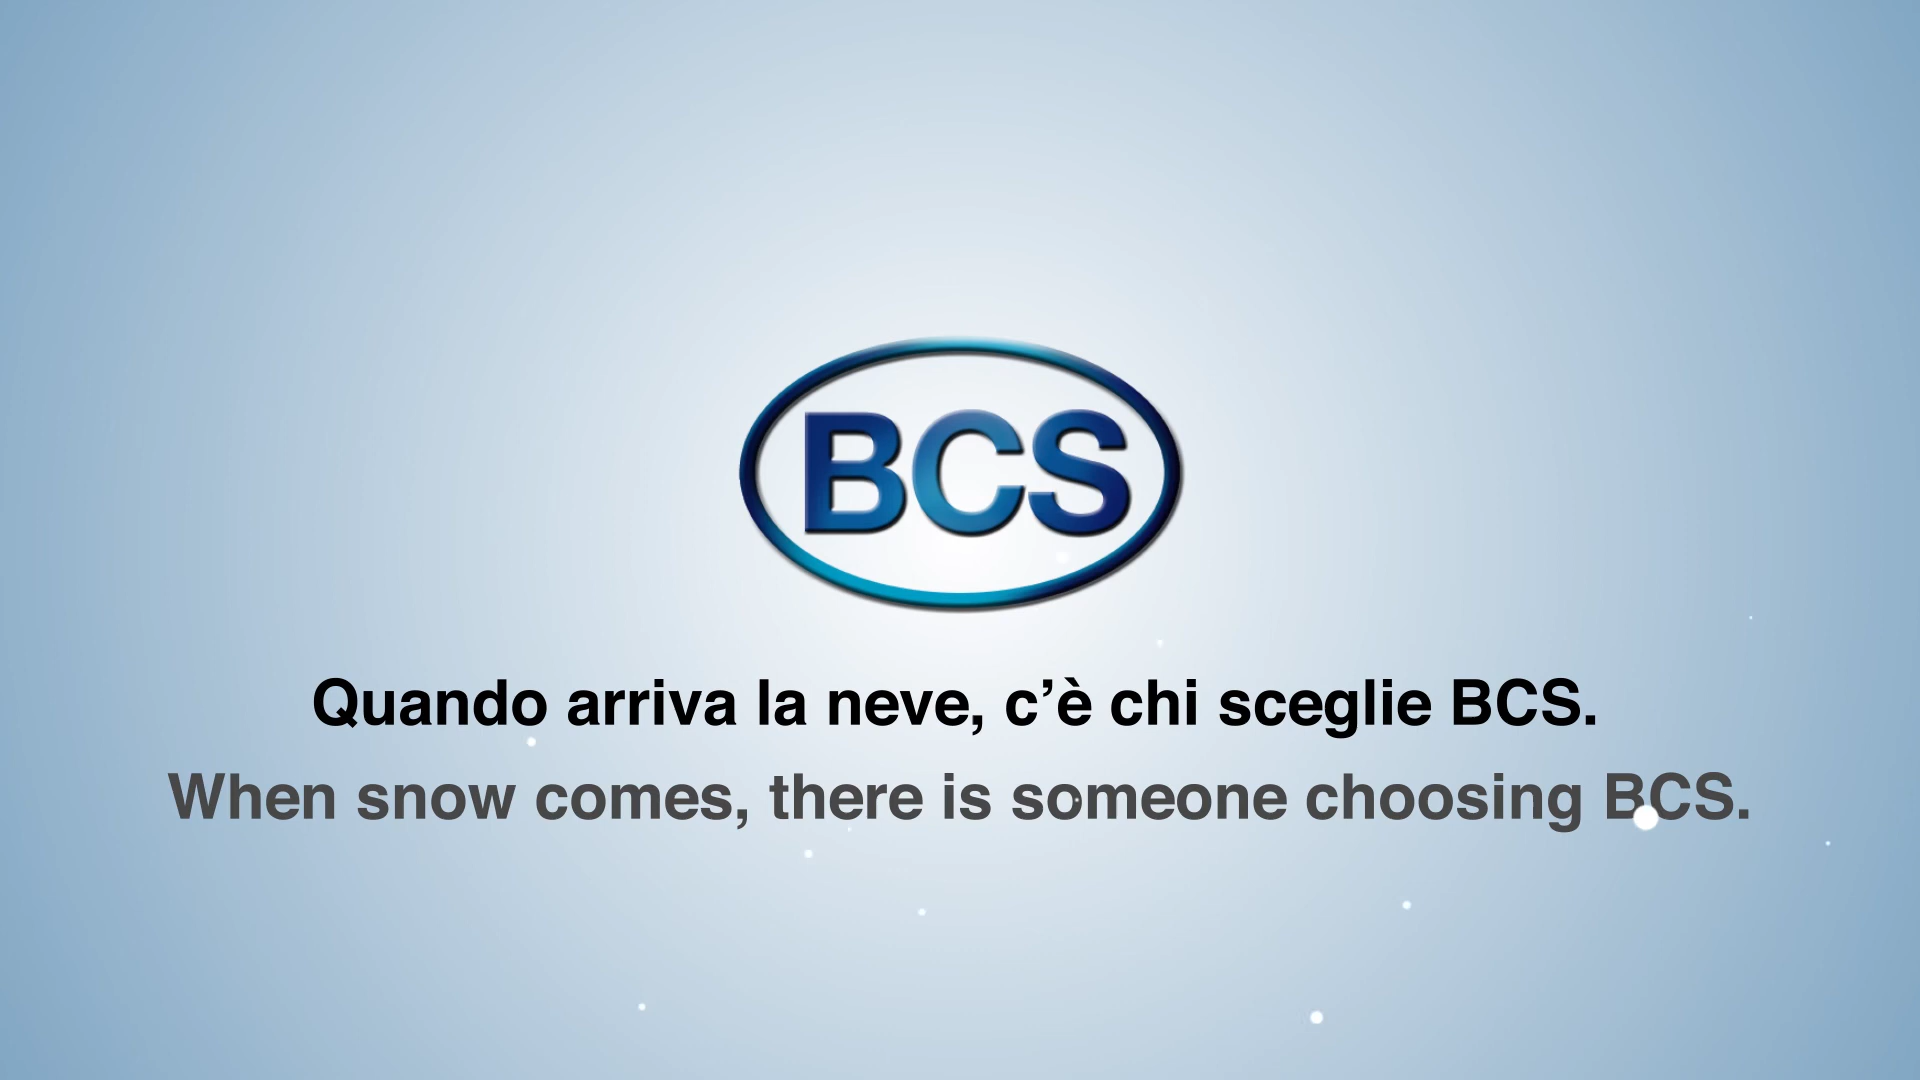 BCS
Quando arriva la neve, c’è chi sceglie BCS.
When snow comes, there is someone choosing BCS.